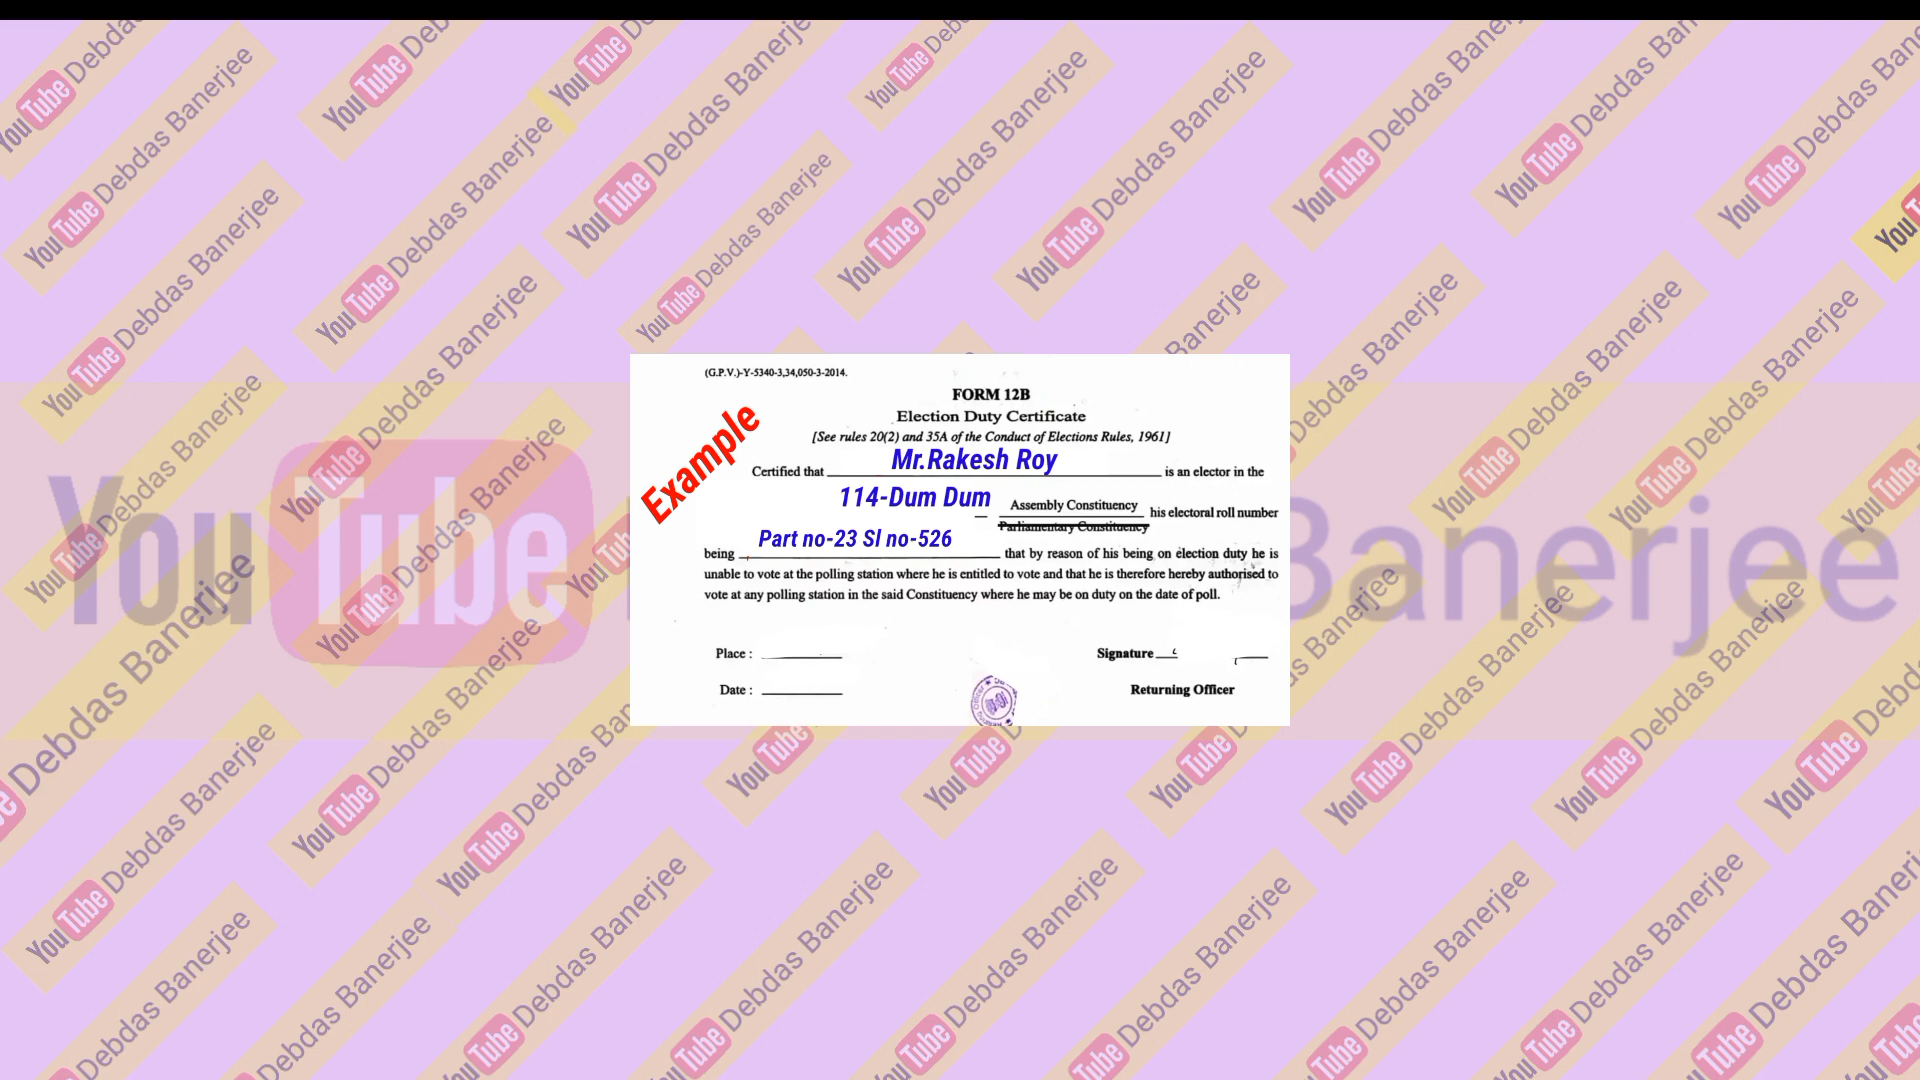 (G.P.V.)-Y-5340-3,34,050-3-2014.
FORM 12B
Election Duty Certificate
[See rules 20(2) and 35A of the Conduct of Elections Rules, 1961]
Example
Certified that Mr.Rakesh Roy is an elector in the
114-Dum Dum Assembly Constituency his electoral roll number
Parliamentary Constituency
being Part no-23 Sl no-526 that by reason of his being on election duty he is
unable to vote at the polling station where he is entitled to vote and that he is therefore hereby authorised to
vote at any polling station in the said Constituency where he may be on duty on the date of poll.
Place : Signature
Date : Returning Officer
YouTube Debdas Banerjee